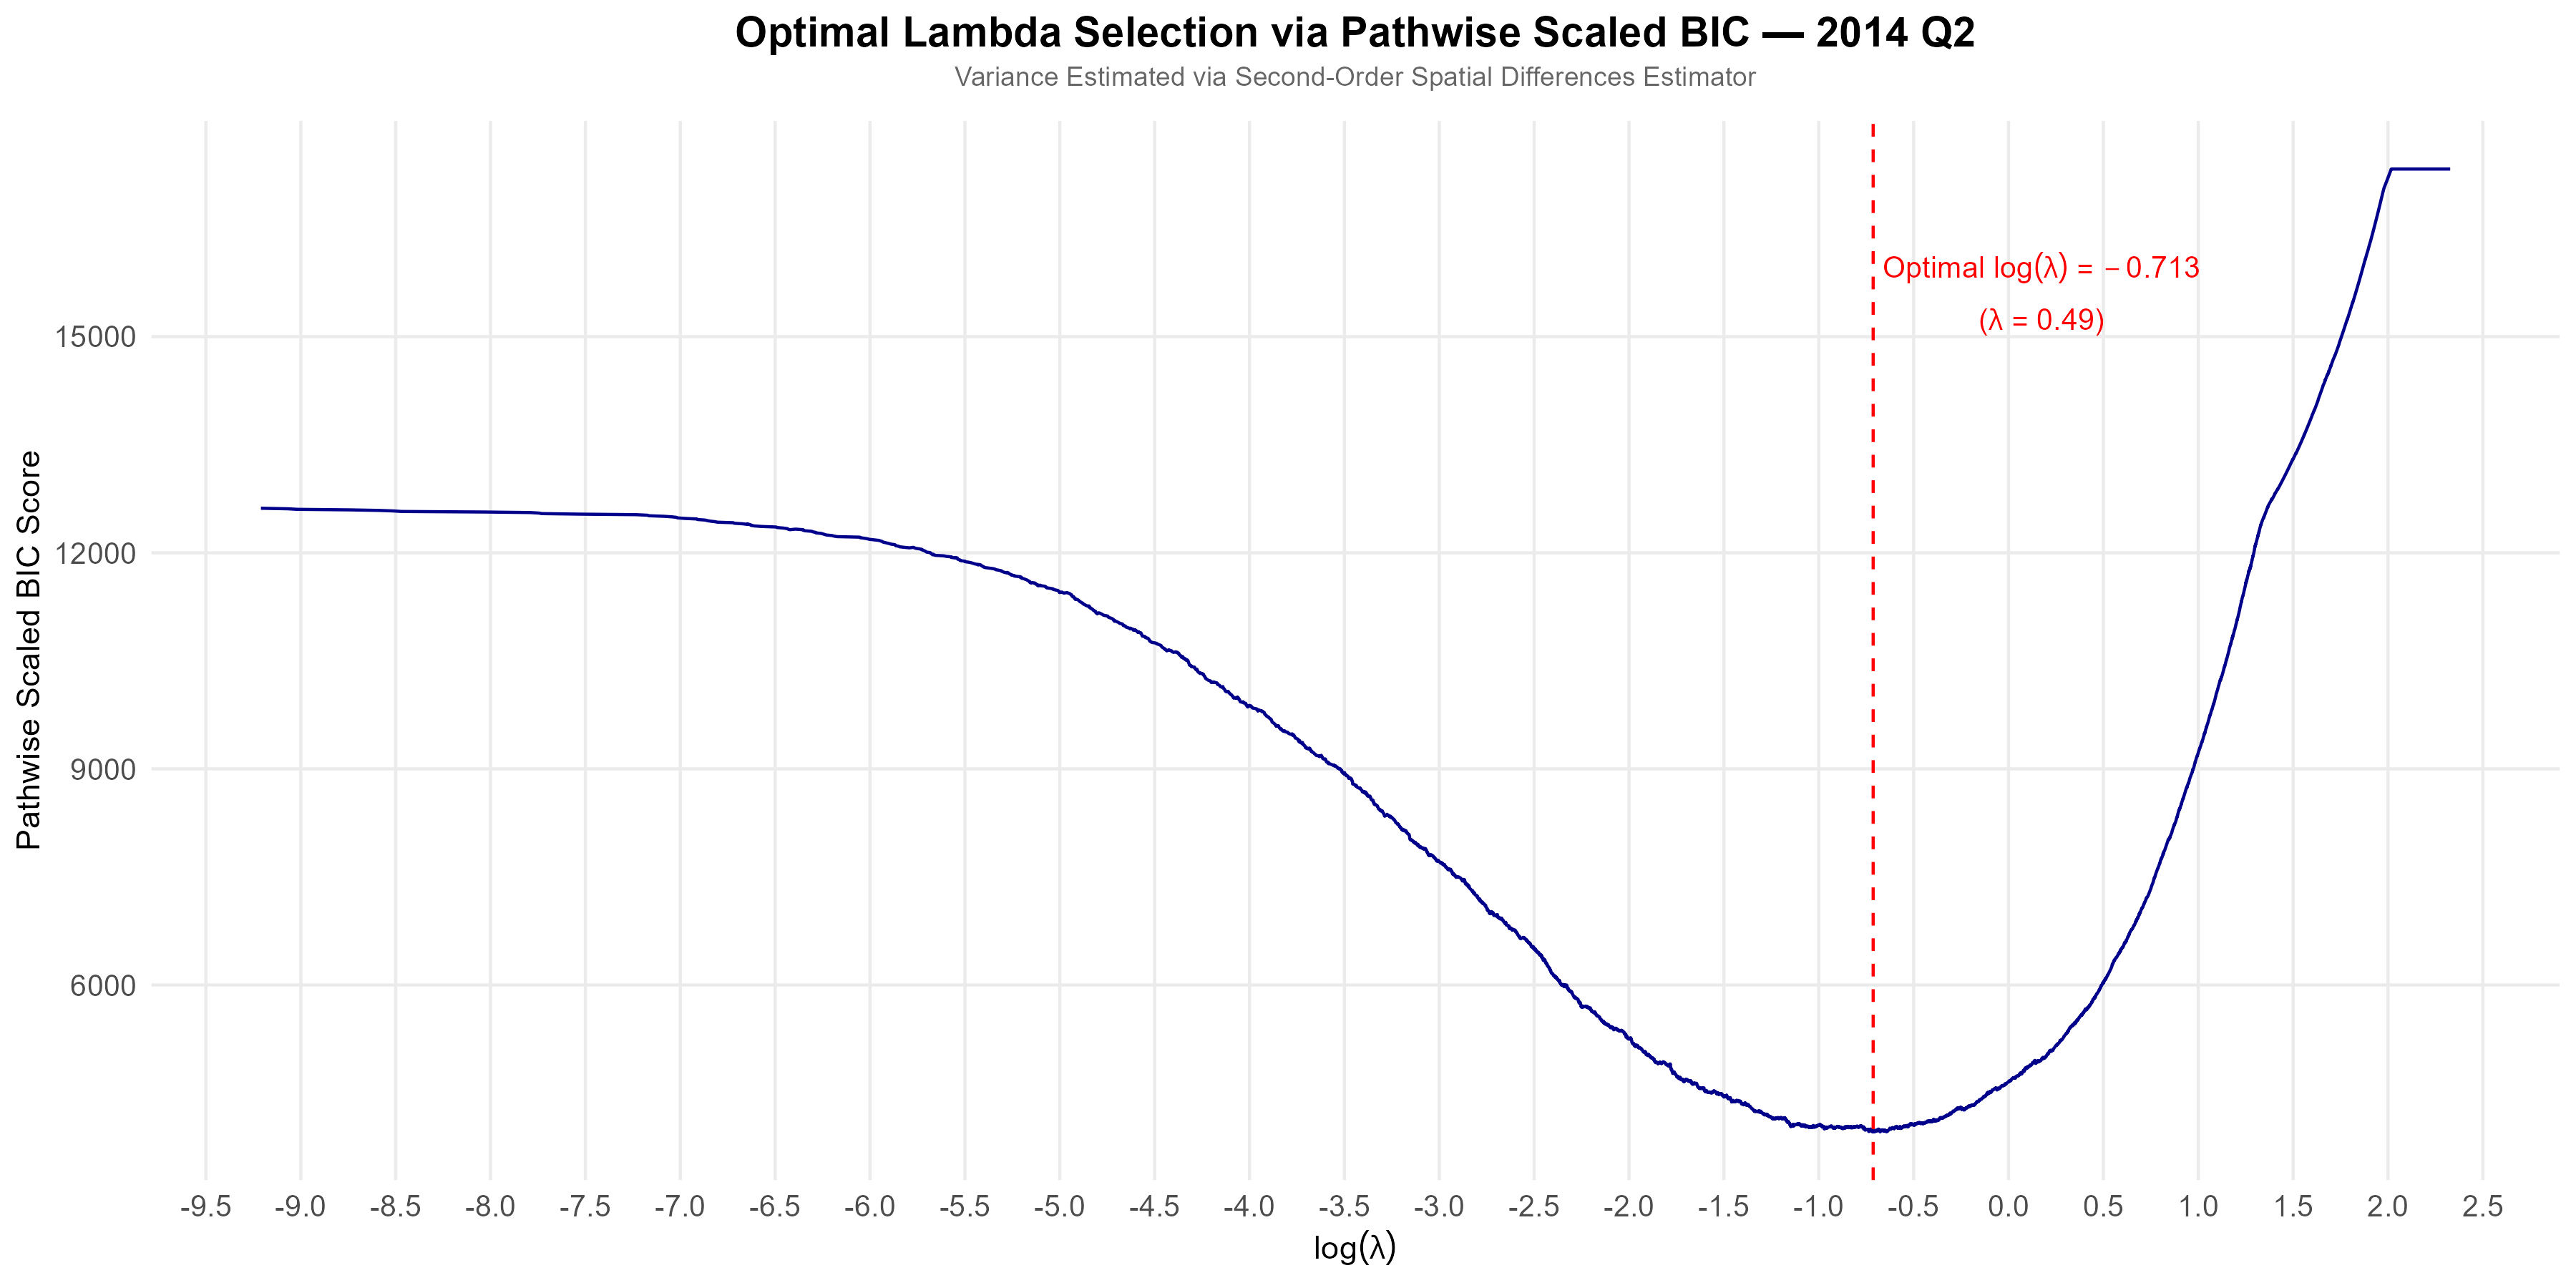 Optimal Lambda Selection via Pathwise Scaled BIC — 2014 Q2
Variance Estimated via Second-Order Spatial Differences Estimator
Pathwise Scaled BIC Score
15000
12000
9000
6000
Optimal log(λ) = − 0.713
(λ = 0.49)
-9.5 -9.0 -8.5 -8.0 -7.5 -7.0 -6.5 -6.0 -5.5 -5.0 -4.5 -4.0 -3.5 -3.0 -2.5 -2.0 -1.5 -1.0 -0.5 0.0 0.5 1.0 1.5 2.0 2.5
log(λ)